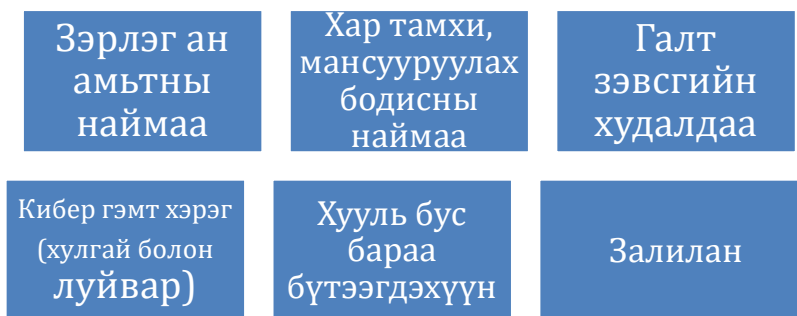 Зэрлэг ан
амьтны
наймаа
Хар тамхи,
мансууруулах
бодисны
наймаа
Галт
зэвсгийн
худалдаа
Кибер гэмт хэрэг
(хулгай болон
луйвар)
Хууль бус
бараа
бүтээгдэхүүн
Залилан